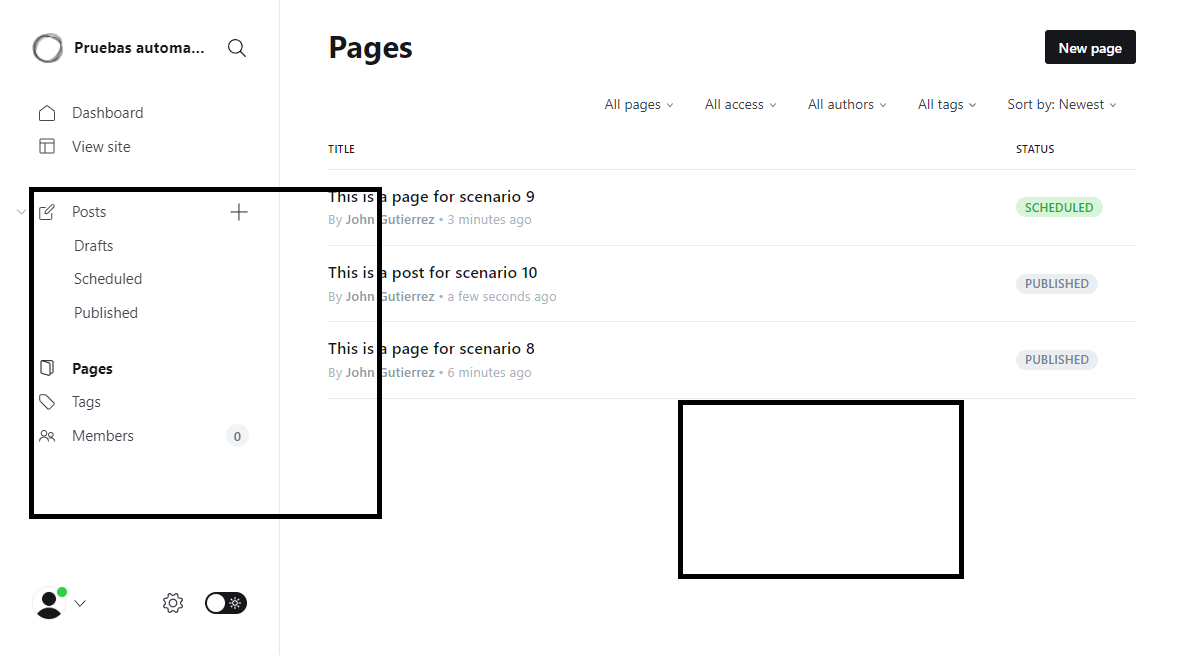 Pruebas automa...
Dashboard
View site
Posts
Drafts
Scheduled
Published
Pages
Tags
Members 0
Pages
New page
All pages All access All authors All tags Sort by: Newest
TITLE STATUS
This is a page for scenario 9
By John Gutierrez • 3 minutes ago
SCHEDULED
This is a post for scenario 10
By John Gutierrez • a few seconds ago
PUBLISHED
This is a page for scenario 8
By John Gutierrez • 6 minutes ago
PUBLISHED